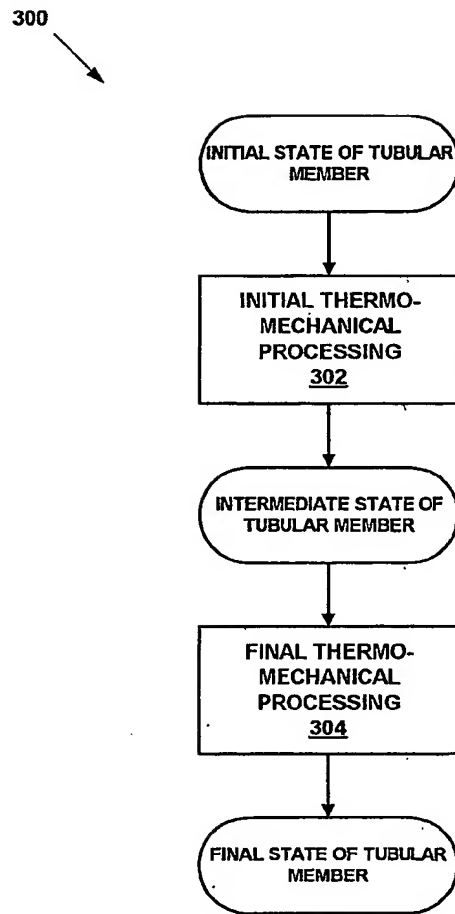 300
INITIAL STATE OF TUBULAR
MEMBER
INITIAL THERMO-
MECHANICAL
PROCESSING
302
INTERMEDIATE STATE OF
TUBULAR MEMBER
FINAL THERMO-
MECHANICAL
PROCESSING
304
FINAL STATE OF TUBULAR
MEMBER